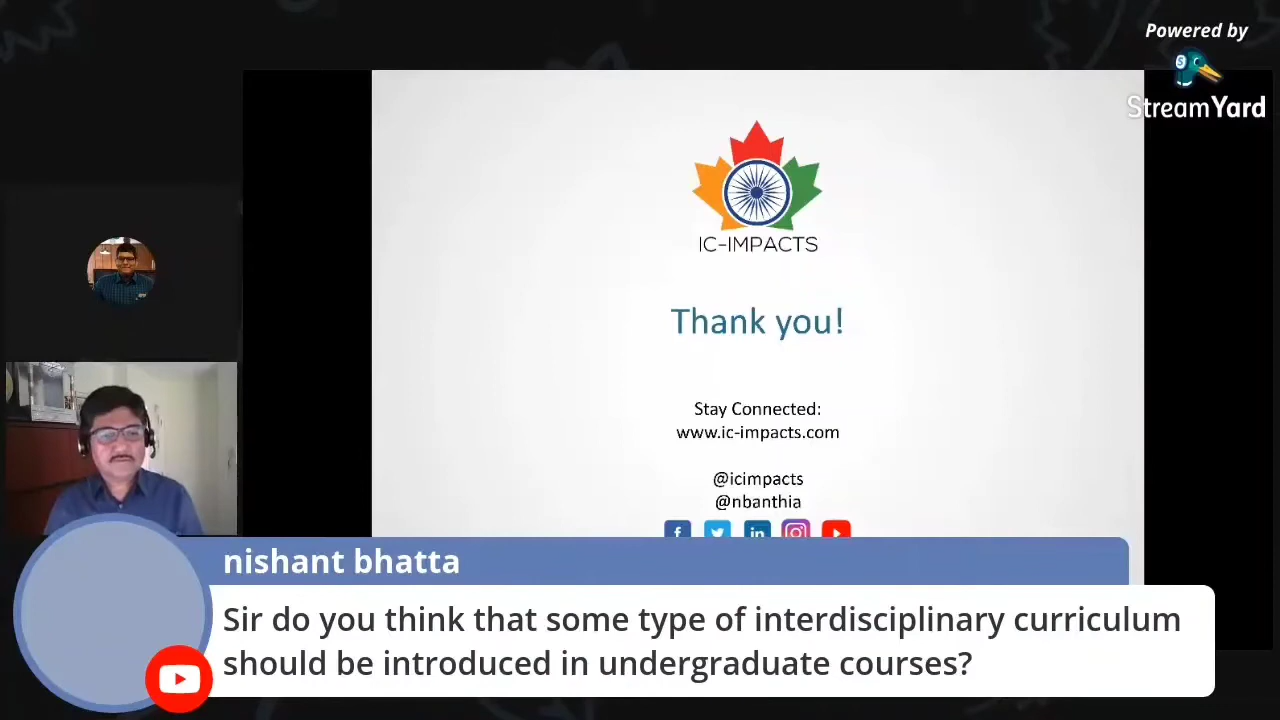 Powered by
StreamYard
IC-IMPACTS
Thank you!
Stay Connected:
www.ic-impacts.com
@icimpacts
@nbanthia
nishant bhatta
Sir do you think that some type of interdisciplinary curriculum
should be introduced in undergraduate courses?